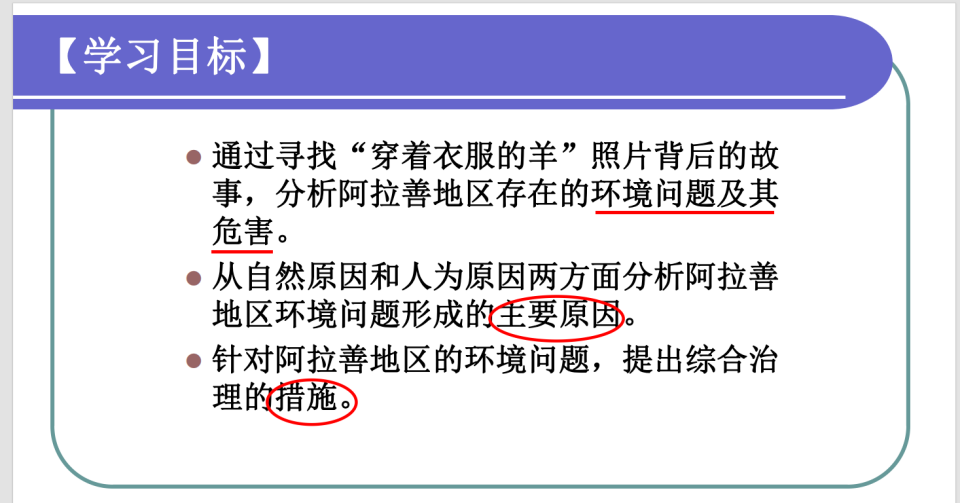 【学习目标】
通过寻找“穿着衣服的羊”照片背后的故
事，分析阿拉善地区存在的环境问题及其
危害。
从自然原因和人为原因两方面分析阿拉善
地区环境问题形成的主要原因。
针对阿拉善地区的环境问题，提出综合治
理的措施。